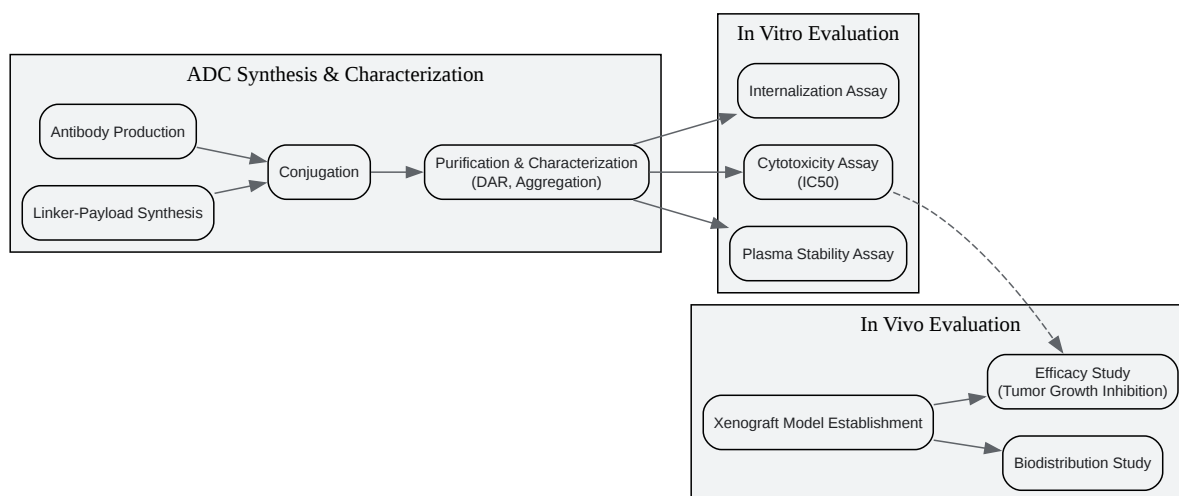 ADC Synthesis & Characterization
Antibody Production
Linker-Payload Synthesis
Conjugation
Purification & Characterization
(DAR, Aggregation)
In Vitro Evaluation
Internalization Assay
Cytotoxicity Assay
(IC50)
Plasma Stability Assay
In Vivo Evaluation
Xenograft Model Establishment
Efficacy Study
(Tumor Growth Inhibition)
Biodistribution Study